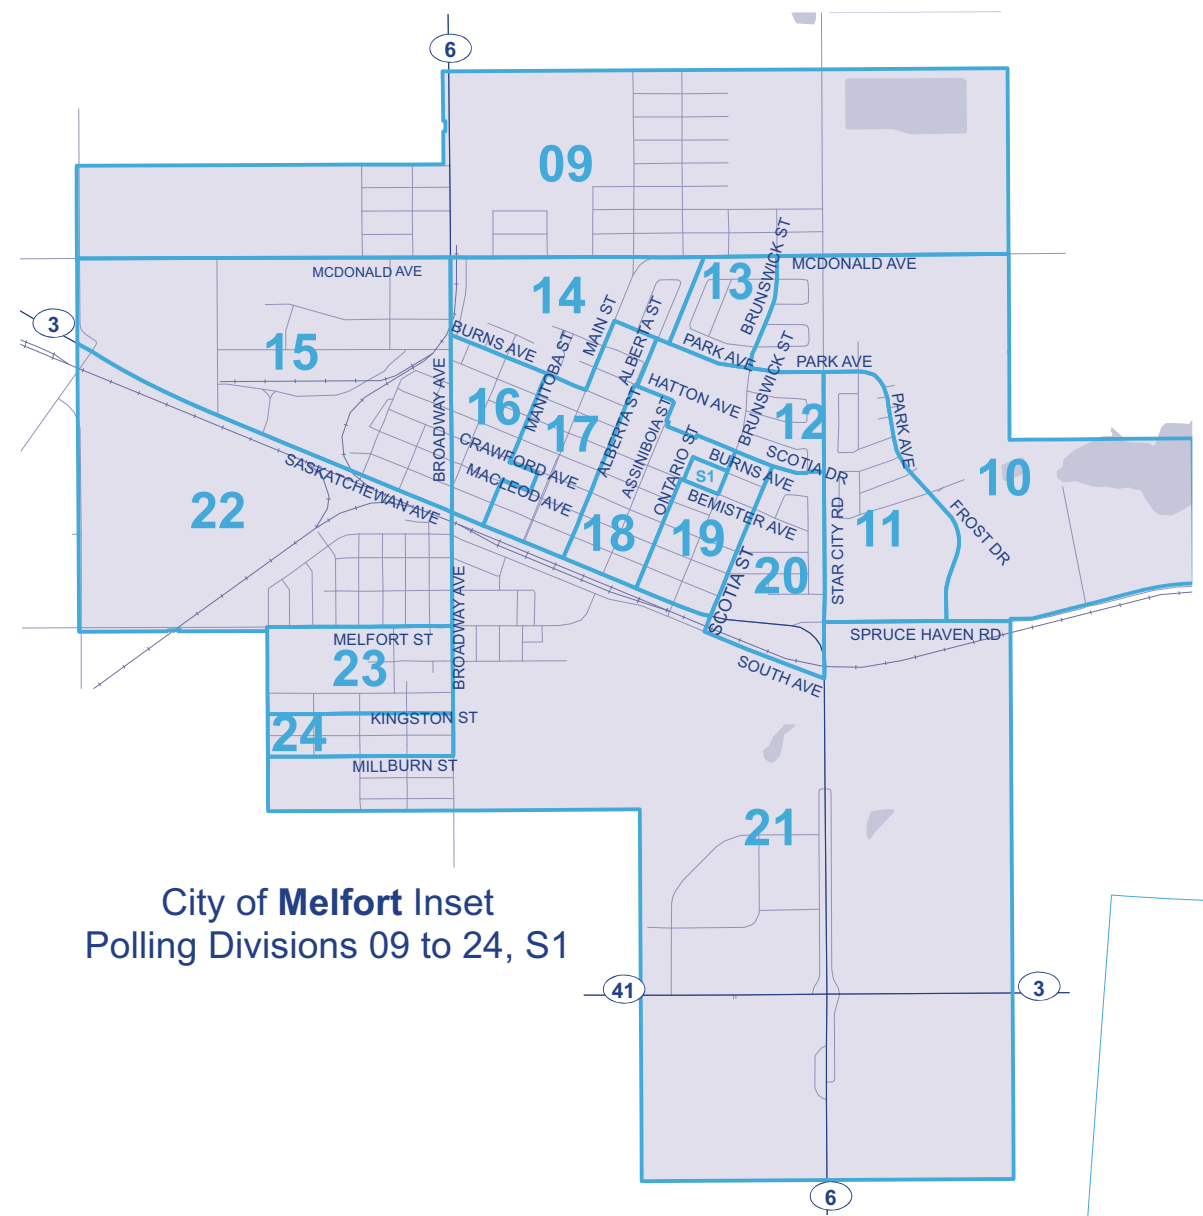 6
09
MCDONALD AVE
MCDONALD AVE
13
BRUNSWICK ST
14
3
15
BURNS AVE
MAIN ST
ALBERTA ST
PARK AVE
PARK AVE
MANITOBA ST
BROADWAY AVE
16
17
HATTON AVE
BRUNSWICK ST
12
PARK AVE
ALBERTA ST
ASSINIBOIA ST
ONTARIO ST
CRAWFORD AVE
MACLEOD AVE
SASKATCHEWAN AVE
S1
BURNS AVE
SCOTIA DR
10
22
BEMISTER AVE
STAR CITY RD
11
FROST DR
18
19
20
SCOTIA ST
BROADWAY AVE
MELFORT ST
SPRUCE HAVEN RD
23
SOUTH AVE
KINGSTON ST
24
MILLBURN ST
21
City of Melfort Inset
Polling Divisions 09 to 24, S1
41
3
6